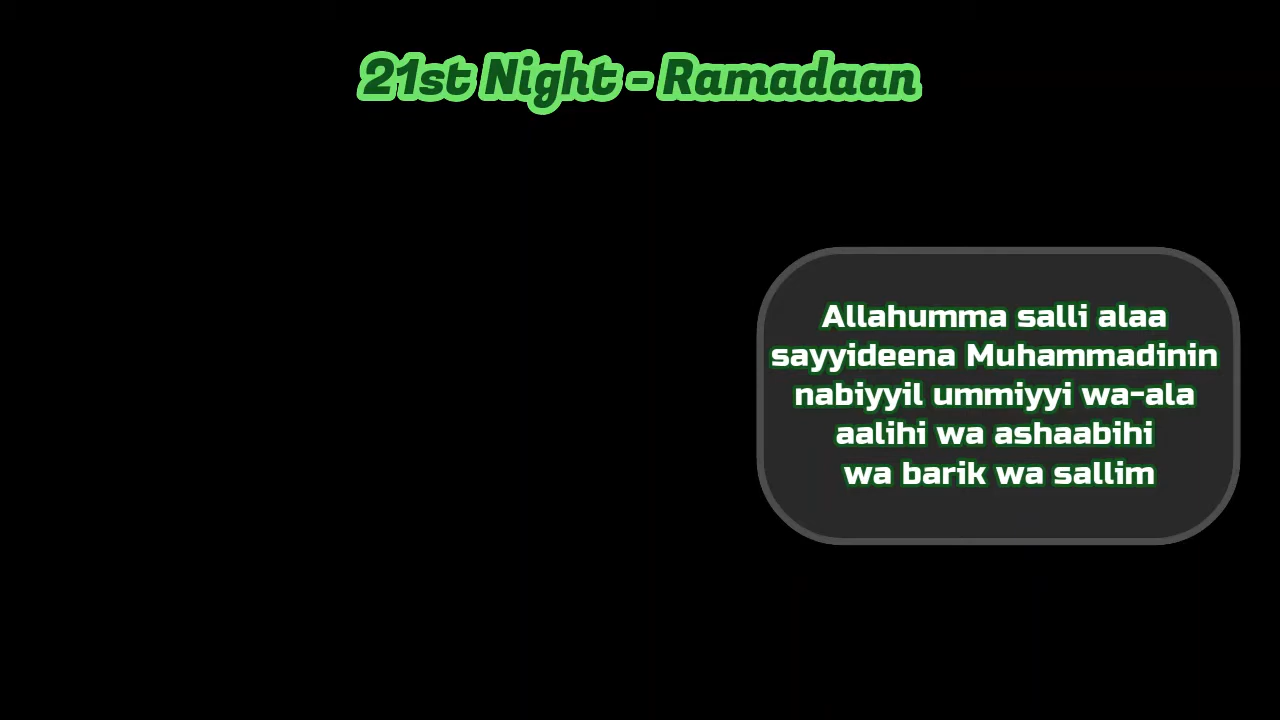 21st Night - Ramadaan
Allahumma salli alaa
sayyideena Muhammadinin
nabiyyil ummiyyi wa-ala
aalihi wa ashaabihi
wa barik wa sallim